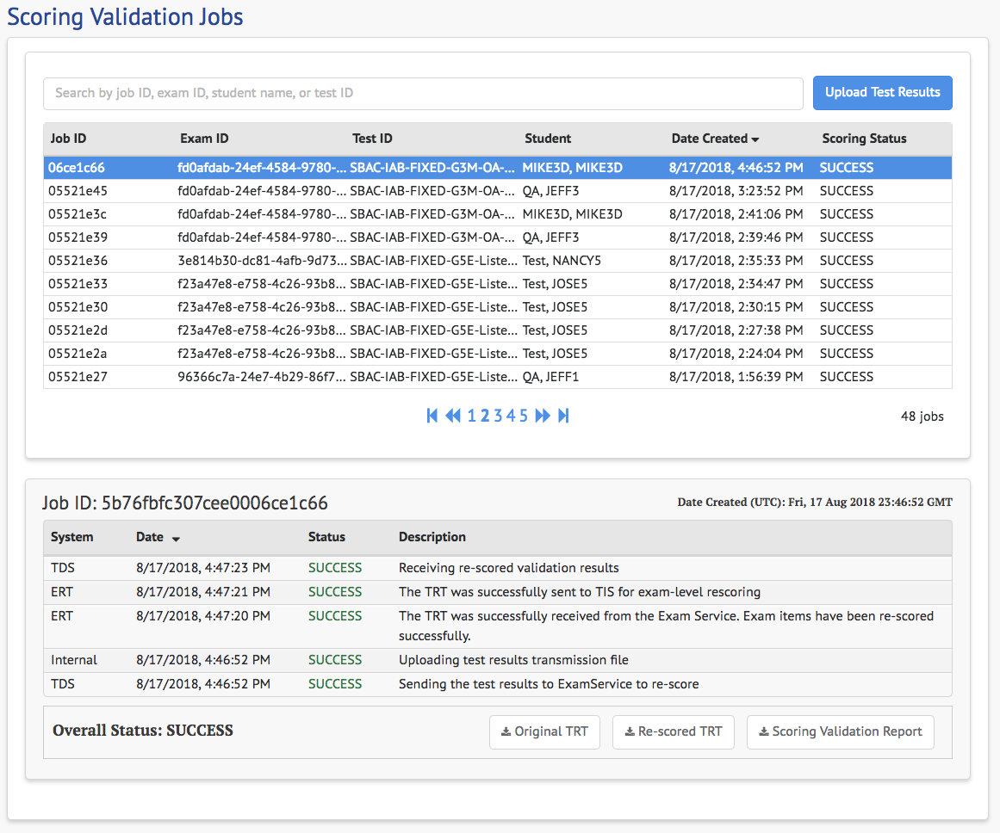 Scoring Validation Jobs
Search by job ID, exam ID, student name, or test ID
Upload Test Results
Job ID Exam ID Test ID Student Date Created Scoring Status
06ce1c66 fd0afdab-24ef-4584-9780-... SBAC-IAB-FIXED-G3M-OA-... MIKE3D, MIKE3D 8/17/2018, 4:46:52 PM SUCCESS
05521e45 fd0afdab-24ef-4584-9780-... SBAC-IAB-FIXED-G3M-OA-... QA, JEFF3 8/17/2018, 3:23:52 PM SUCCESS
05521e3c fd0afdab-24ef-4584-9780-... SBAC-IAB-FIXED-G3M-OA-... MIKE3D, MIKE3D 8/17/2018, 2:41:06 PM SUCCESS
05521e39 fd0afdab-24ef-4584-9780-... SBAC-IAB-FIXED-G3M-OA-... QA, JEFF3 8/17/2018, 2:39:46 PM SUCCESS
05521e36 3e814b30-dc81-4afb-9d73... SBAC-IAB-FIXED-G5E-Liste... Test, NANCY5 8/17/2018, 2:35:33 PM SUCCESS
05521e33 f23a47e8-e758-4c26-93b8... SBAC-IAB-FIXED-G5E-Liste... Test, JOSE5 8/17/2018, 2:34:47 PM SUCCESS
05521e30 f23a47e8-e758-4c26-93b8... SBAC-IAB-FIXED-G5E-Liste... Test, JOSE5 8/17/2018, 2:30:15 PM SUCCESS
05521e2d f23a47e8-e758-4c26-93b8... SBAC-IAB-FIXED-G5E-Liste... Test, JOSE5 8/17/2018, 2:27:38 PM SUCCESS
05521e2a f23a47e8-e758-4c26-93b8... SBAC-IAB-FIXED-G5E-Liste... Test, JOSE5 8/17/2018, 2:24:04 PM SUCCESS
05521e27 96366c7a-24e7-4b29-86f7... SBAC-IAB-FIXED-G5E-Liste... QA, JEFF1 8/17/2018, 1:56:39 PM SUCCESS
1 2 3 4 5
48 jobs
Job ID: 5b76fbfc307cee0006ce1c66
Date Created (UTC): Fri, 17 Aug 2018 23:46:52 GMT
System Date Status Description
TDS 8/17/2018, 4:47:23 PM SUCCESS Receiving re-scored validation results
ERT 8/17/2018, 4:47:21 PM SUCCESS The TRT was successfully sent to TIS for exam-level rescoring
ERT 8/17/2018, 4:47:20 PM SUCCESS The TRT was successfully received from the Exam Service. Exam items have been re-scored
successfully.
Internal 8/17/2018, 4:46:52 PM SUCCESS Uploading test results transmission file
TDS 8/17/2018, 4:46:52 PM SUCCESS Sending the test results to ExamService to re-score
Overall Status: SUCCESS
Original TRT
Re-scored TRT
Scoring Validation Report